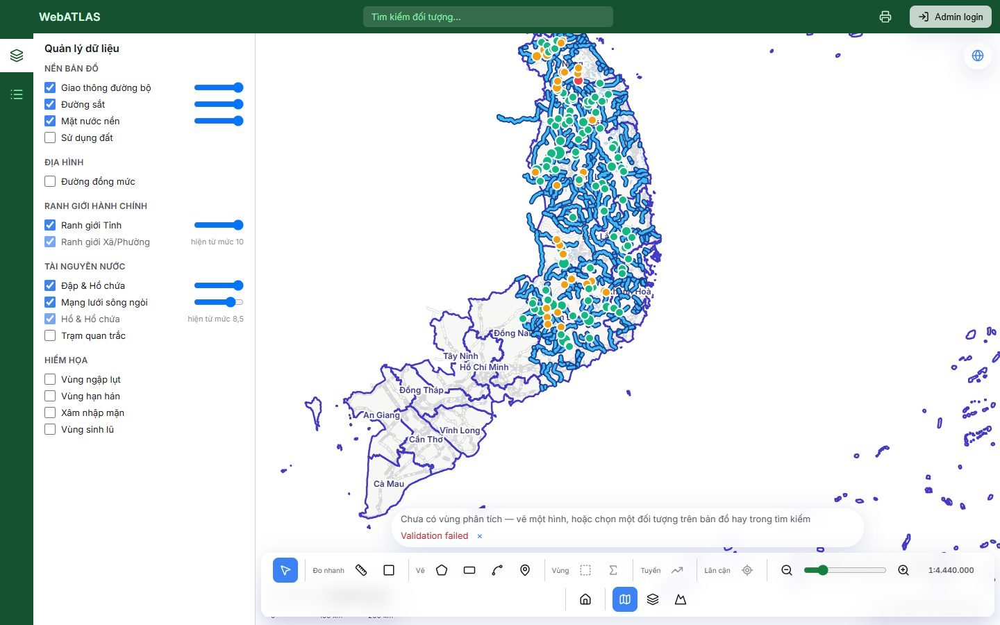 WebATLAS
Tìm kiếm đối tượng...
Admin login
Quản lý dữ liệu
NỀN BẢN ĐỒ
Giao thông đường bộ
Đường sắt
Mặt nước nền
Sử dụng đất
ĐỊA HÌNH
Đường đồng mức
RANH GIỚI HÀNH CHÍNH
Ranh giới Tỉnh
Ranh giới Xã/Phường hiện từ mức 10
TÀI NGUYÊN NƯỚC
Đập & Hồ chứa
Mạng lưới sông ngòi
Hồ & Hồ chứa hiện từ mức 8,5
Trạm quan trắc
HIỂM HỌA
Vùng ngập lụt
Vùng hạn hán
Xâm nhập mặn
Vùng sinh lũ
Đồng Nai
Tây Ninh
Hồ Chí Minh
Đồng Tháp
An Giang
Vĩnh Long
Cần Thơ
Cà Mau
Chưa có vùng phân tích — vẽ một hình, hoặc chọn một đối tượng trên bản đồ hay trong tìm kiếm
Validation failed ×
Đo nhanh Vẽ Vùng Tuyến Lân cận 1:4.440.000